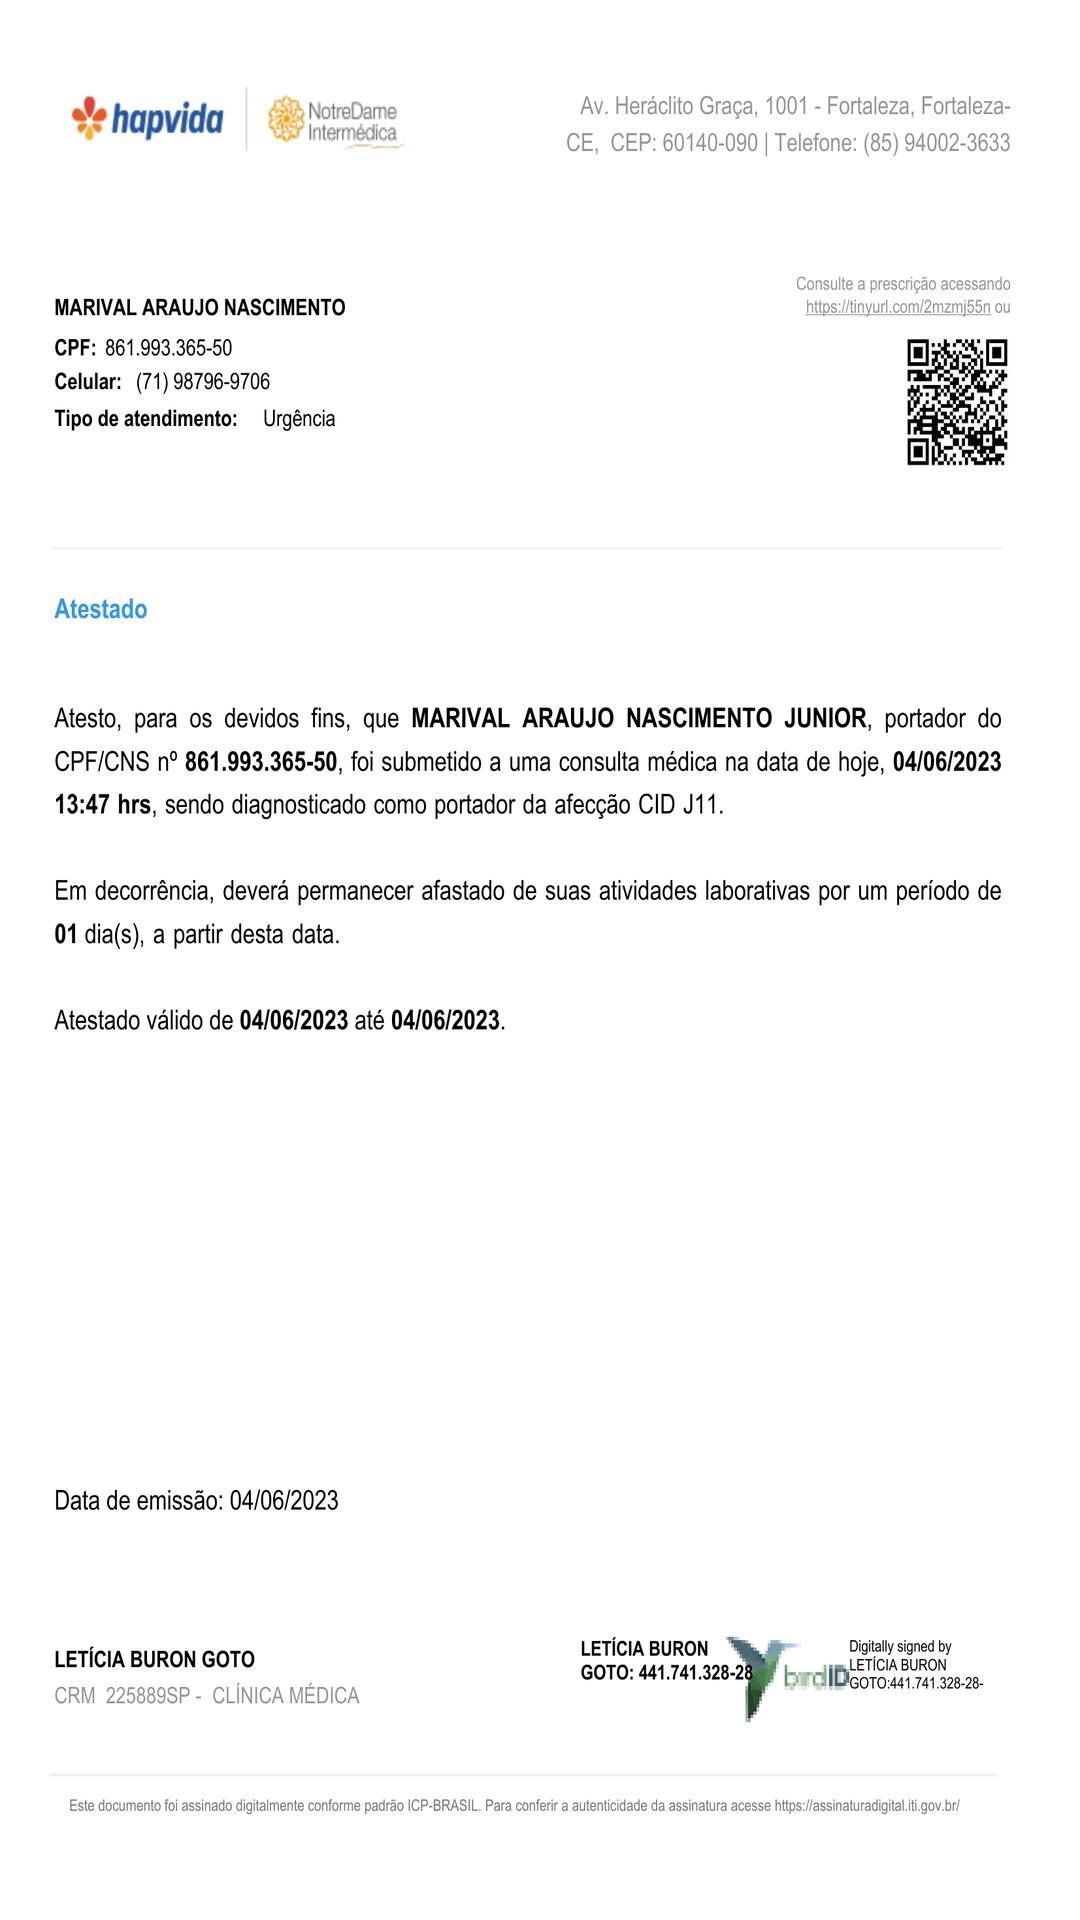 hapvida
NotreDame
Intermédica
Av. Heráclito Graça, 1001 - Fortaleza, Fortaleza-
CE, CEP: 60140-090 | Telefone: (85) 94002-3633
Consulte a prescrição acessando
https://tinyurl.com/2mzmj55n ou
MARIVAL ARAUJO NASCIMENTO
CPF: 861.993.365-50
Celular: (71) 98796-9706
Tipo de atendimento: Urgência
Atestado
Atesto, para os devidos fins, que MARIVAL ARAUJO NASCIMENTO JUNIOR, portador do
CPF/CNS nº 861.993.365-50, foi submetido a uma consulta médica na data de hoje, 04/06/2023
13:47 hrs, sendo diagnosticado como portador da afecção CID J11.
Em decorrência, deverá permanecer afastado de suas atividades laborativas por um período de
01 dia(s), a partir desta data.
Atestado válido de 04/06/2023 até 04/06/2023.
Data de emissão: 04/06/2023
LETÍCIA BURON GOTO
CRM 225889SP - CLÍNICA MÉDICA
LETÍCIA BURON
GOTO: 441.741.328-28
birdID
Digitally signed by
LETÍCIA BURON
GOTO:441.741.328-28-
Este documento foi assinado digitalmente conforme padrão ICP-BRASIL. Para conferir a autenticidade da assinatura acesse https://assinaturadigital.iti.gov.br/